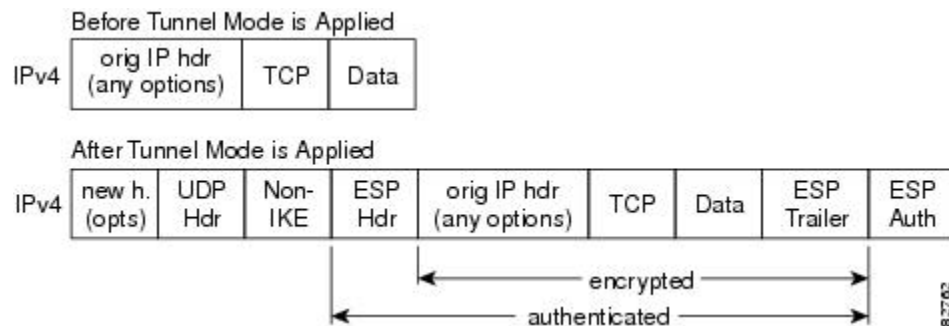 Before Tunnel Mode is Applied
IPv4
orig IP hdr
(any options)
TCP
Data
After Tunnel Mode is Applied
IPv4
new h.
(opts)
UDP
Hdr
Non-
IKE
ESP
Hdr
orig IP hdr
(any options)
TCP
Data
ESP
Trailer
ESP
Auth
encrypted
authenticated